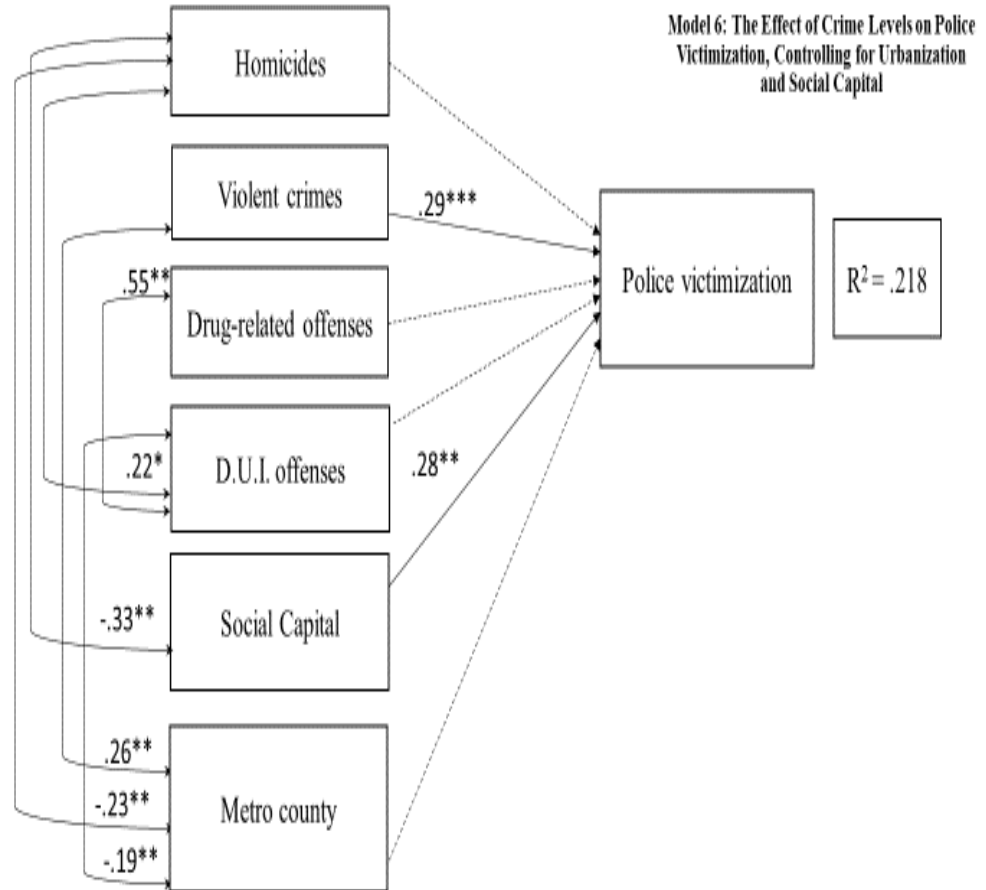 Model 6: The Effect of Crime Levels on Police
Victimization, Controlling for Urbanization
and Social Capital
Homicides
Violent crimes
.29***
.55**
Drug-related offenses
Police victimization
R² = .218
D.U.I. offenses
.22*
.28**
Social Capital
-.33**
Metro county
.26**
-.23**
-.19**